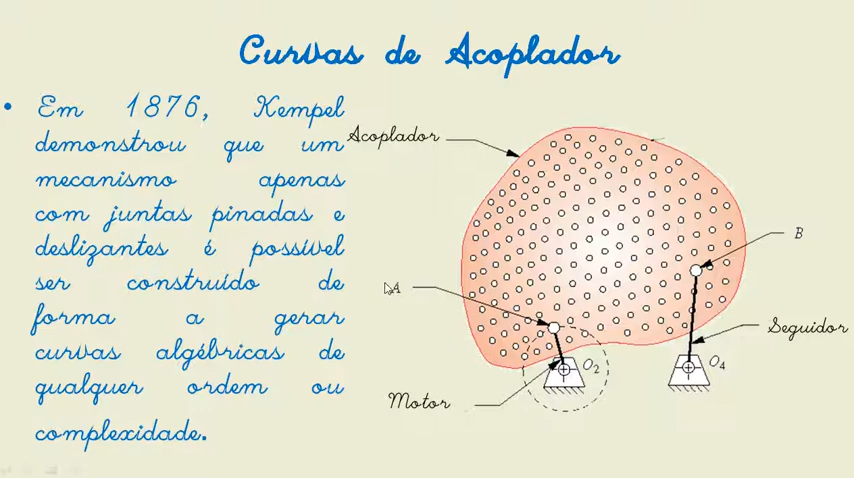 Curvas de Acoplador
• Em 1876, Kempel
demonstrou que um
mecanismo apenas
com juntas pinadas e
deslizantes é possível
ser construído de
forma a gerar
curvas algébricas de
qualquer ordem ou
complexidade.
Acoplador
B
A
Seguidor
O2
O4
Motor